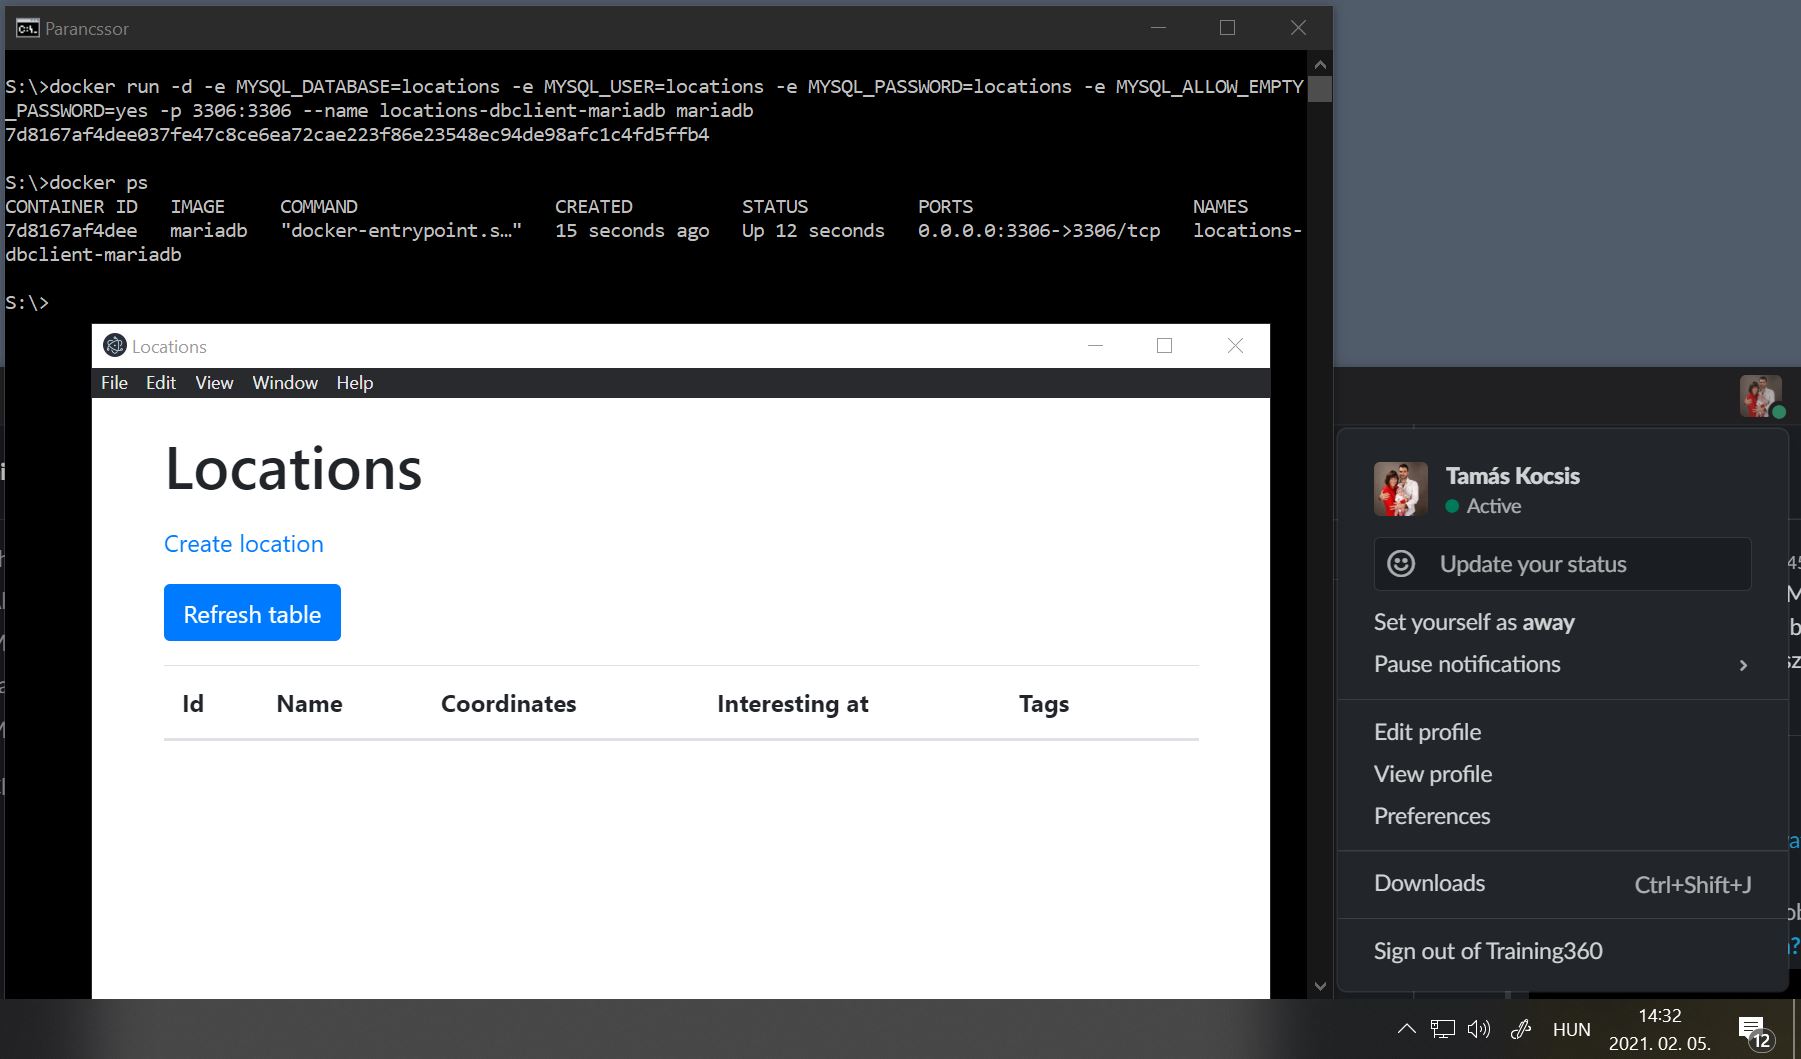 Parancssor
S:\>docker run -d -e MYSQL_DATABASE=locations -e MYSQL_USER=locations -e MYSQL_PASSWORD=locations -e MYSQL_ALLOW_EMPTY
_PASSWORD=yes -p 3306:3306 --name locations-dbclient-mariadb mariadb
7d8167af4dee037fe47c8ce6ea72cae223f86e23548ec94de98afc1c4fd5ffb4
S:\>docker ps
CONTAINER ID IMAGE COMMAND CREATED STATUS PORTS NAMES
7d8167af4dee mariadb "docker-entrypoint.s…" 15 seconds ago Up 12 seconds 0.0.0.0:3306->3306/tcp locations-
dbclient-mariadb
S:\>
Locations
File Edit View Window Help
Locations
Create location
Refresh table
Id Name Coordinates Interesting at Tags
Tamás Kocsis
Active
Update your status
Set yourself as away
Pause notifications
Edit profile
View profile
Preferences
Downloads Ctrl+Shift+J
Sign out of Training360
HUN
14:32
2021. 02. 05.
12